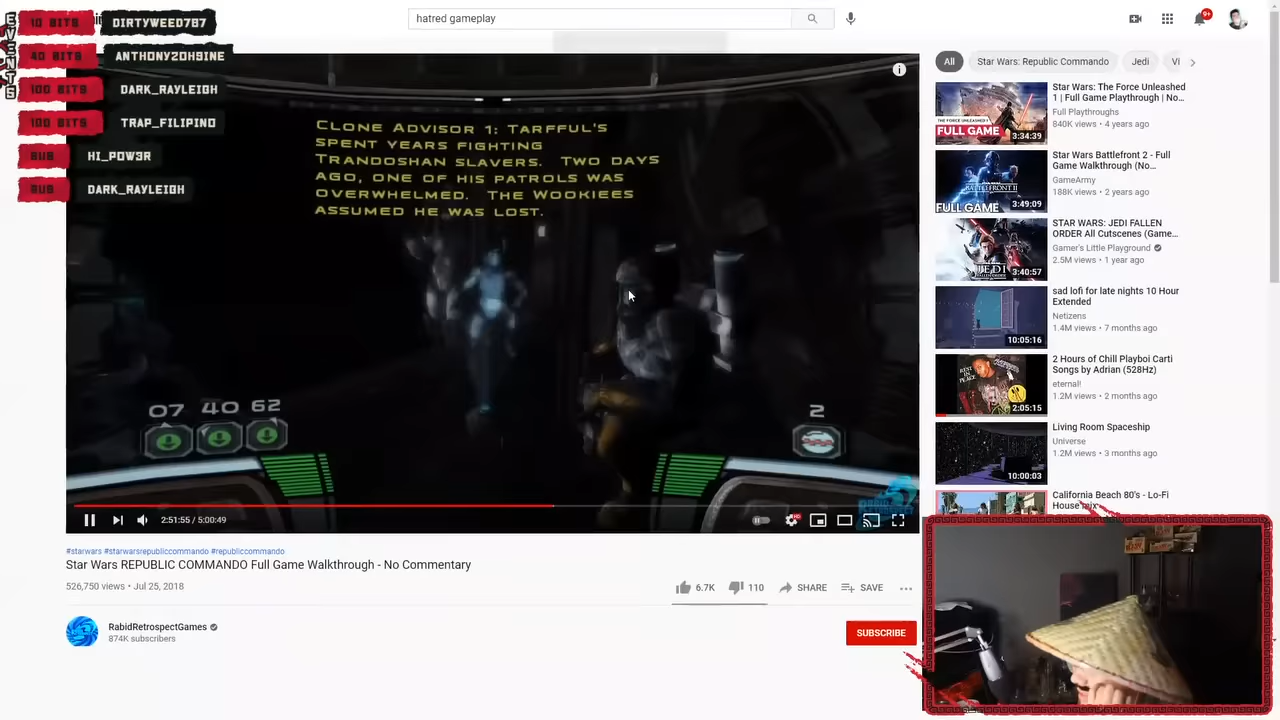 EVENTS
10 BITS DIRTYWEED787
40 BITS ANTHONYZOHSINE
100 BITS DARK_RAYLEIGH
100 BITS TRAP_FILIPINO
SUB HI_POW3R
SUB DARK_RAYLEIGH
hatred gameplay
9+
CLONE ADVISOR 1: TARFFUL'S
SPENT YEARS FIGHTING
TRANDOSHAN SLAVERS. TWO DAYS
AGO, ONE OF HIS PATROLS WAS
OVERWHELMED. THE WOOKIEES
ASSUMED HE WAS LOST.
07 40 62
2
2:51:55 / 5:00:49
#starwars #starwarsrepubliccommando #republiccommando
Star Wars REPUBLIC COMMANDO Full Game Walkthrough - No Commentary
526,750 views • Jul 25, 2018
6.7K 110 SHARE SAVE
RabidRetrospectGames
874K subscribers
SUBSCRIBE
All Star Wars: Republic Commando Jedi Vi
FULL GAME
3:34:39
Star Wars: The Force Unleashed
1 | Full Game Playthrough | No…
Full Playthroughs
840K views • 4 years ago
BATTLEFRONT II
FULL GAME
3:49:09
Star Wars Battlefront 2 - Full
Game Walkthrough (No…
GameArmy
188K views • 2 years ago
JEDI
3:40:57
STAR WARS: JEDI FALLEN
ORDER All Cutscenes (Game…
Gamer's Little Playground
2.5M views • 1 year ago
10:05:16
sad lofi for late nights 10 Hour
Extended
Netizens
1.4M views • 7 months ago
2:05:15
2 Hours of Chill Playboi Carti
Songs by Adrian (528Hz)
eternal!
1.2M views • 2 months ago
10:00:03
Living Room Spaceship
Universe
1.2M views • 3 months ago
California Beach 80's - Lo-Fi
House mix